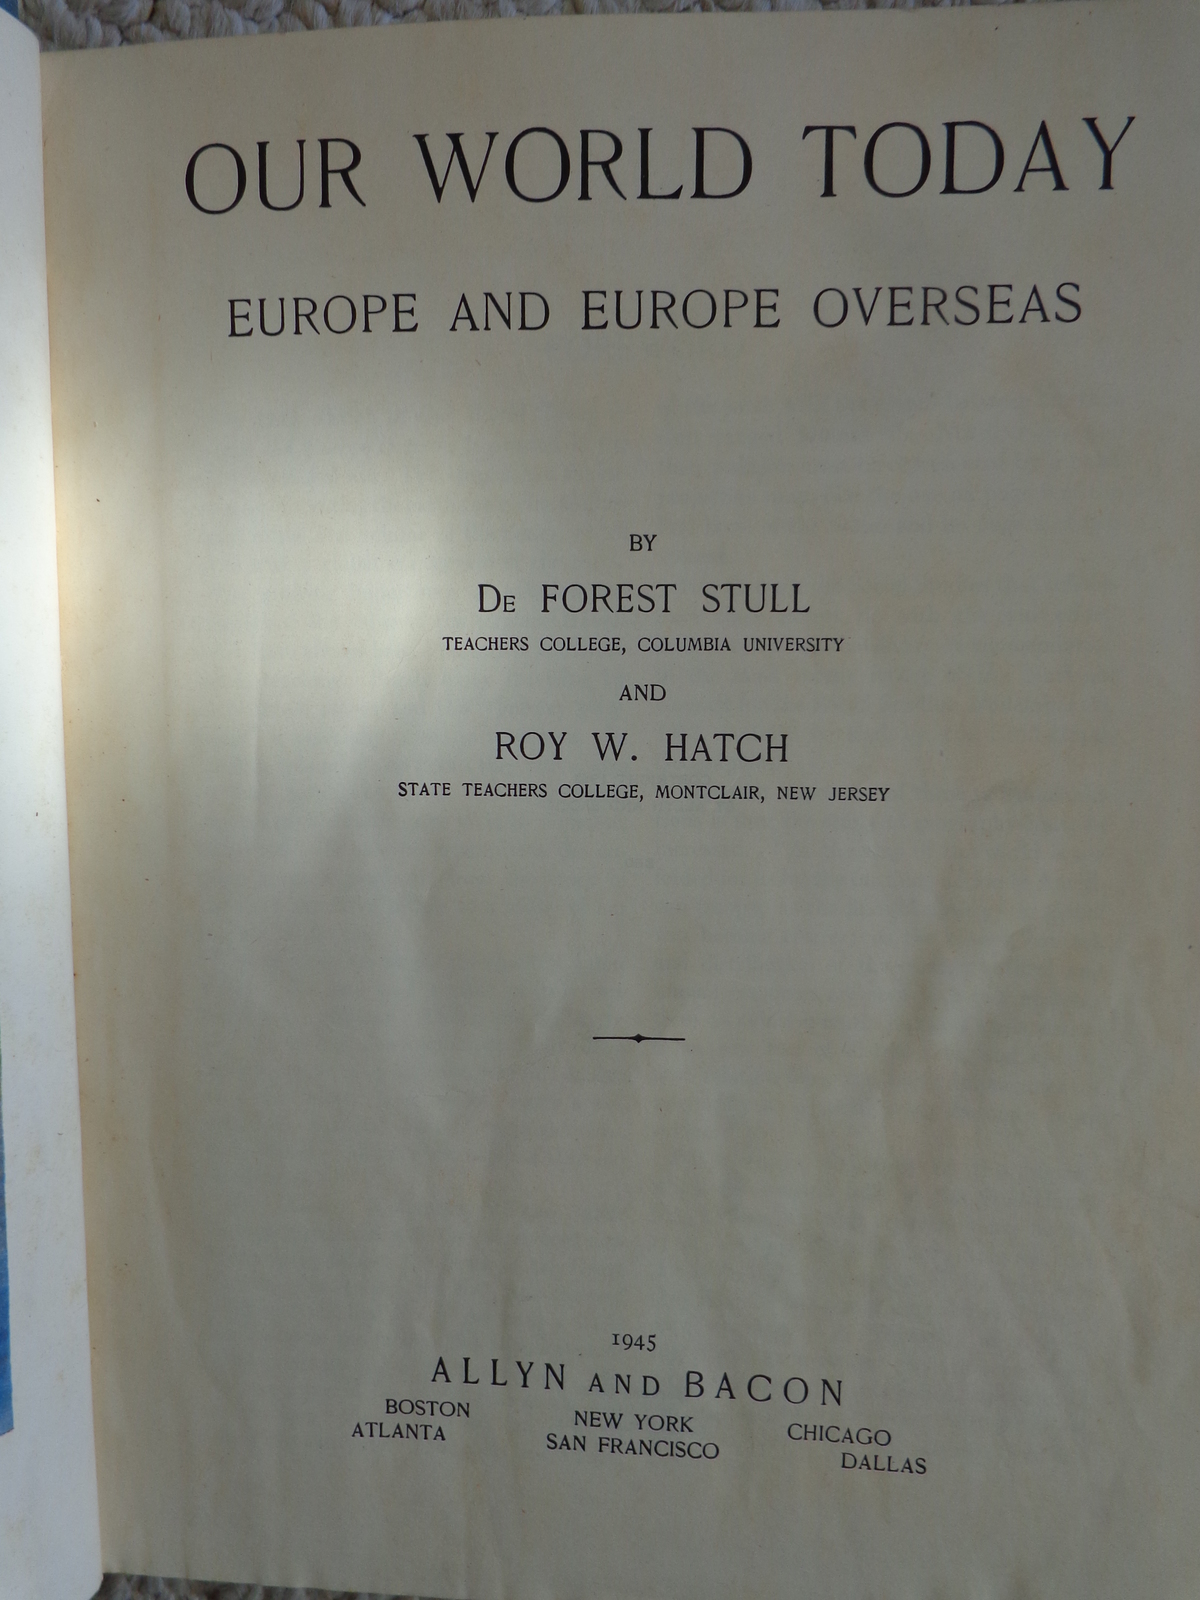 OUR WORLD TODAY
EUROPE AND EUROPE OVERSEAS
BY
De FOREST STULL
TEACHERS COLLEGE, COLUMBIA UNIVERSITY
AND
ROY W. HATCH
STATE TEACHERS COLLEGE, MONTCLAIR, NEW JERSEY
1945
ALLYN AND BACON
BOSTON NEW YORK CHICAGO
ATLANTA SAN FRANCISCO DALLAS